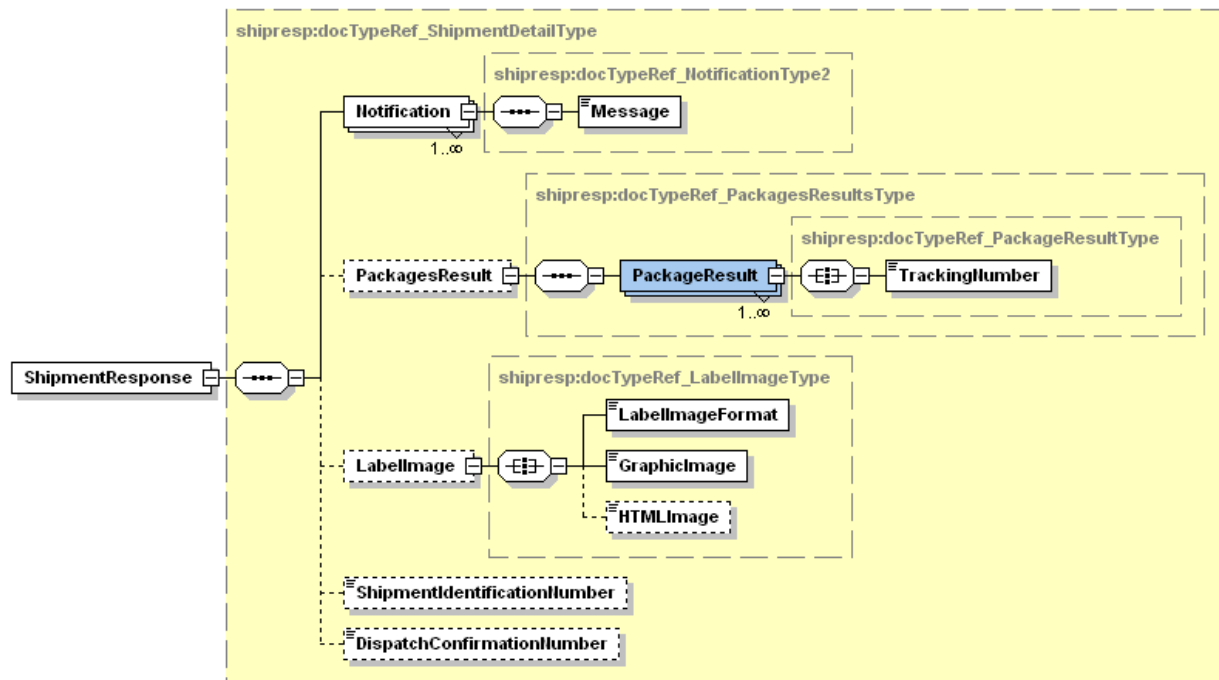 shipresp:docTypeRef_ShipmentDetailType
shipresp:docTypeRef_NotificationType2
Notification
Message
1..∞
shipresp:docTypeRef_PackagesResultsType
shipresp:docTypeRef_PackageResultType
PackagesResult
PackageResult
TrackingNumber
1..∞
ShipmentResponse
shipresp:docTypeRef_LabelImageType
LabelImageFormat
LabelImage
GraphicImage
HTMLImage
ShipmentIdentificationNumber
DispatchConfirmationNumber